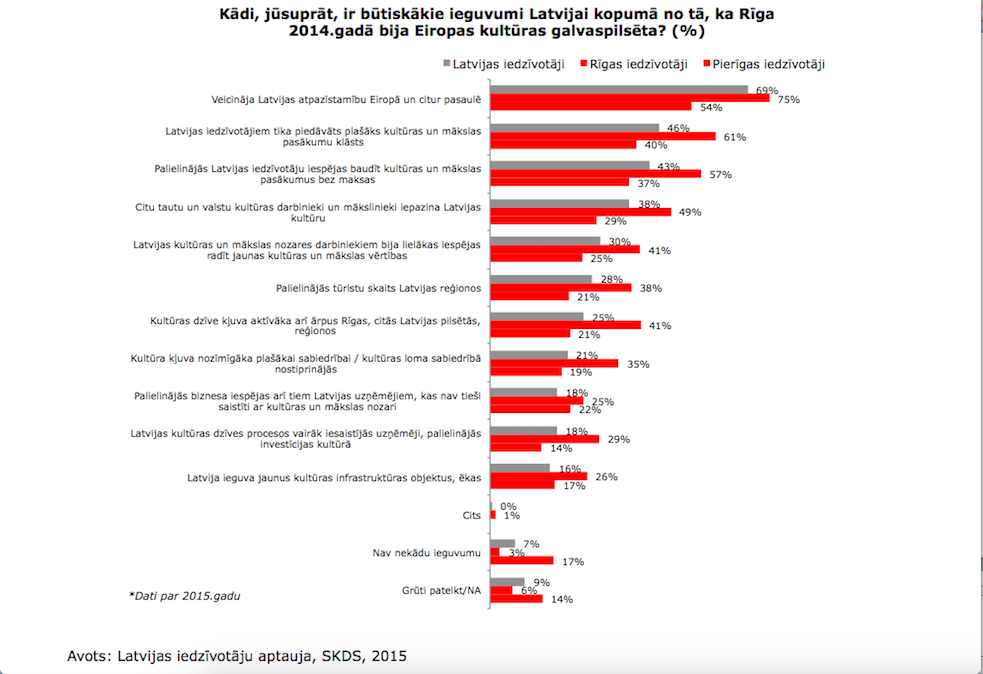 Kādi, jūsuprāt, ir būtiskākie ieguvumi Latvijai kopumā no tā, ka Rīga
2014.gadā bija Eiropas kultūras galvaspilsēta? (%)
Latvijas iedzīvotāji Rīgas iedzīvotāji Pierīgas iedzīvotāji
Veicināja Latvijas atpazīstamību Eiropā un citur pasaulē
69%
75%
54%
Latvijas iedzīvotājiem tika piedāvāts plašāks kultūras un mākslas
pasākumu klāsts
46%
61%
40%
Palielinājās Latvijas iedzīvotāju iespējas baudīt kultūras un mākslas
pasākumus bez maksas
43%
57%
37%
Citu tautu un valstu kultūras darbinieki un mākslinieki iepazina Latvijas
kultūru
38%
49%
29%
Latvijas kultūras un mākslas nozares darbiniekiem bija lielākas iespējas
radīt jaunas kultūras un mākslas vērtības
30%
41%
25%
Palielinājās tūristu skaits Latvijas reģionos
28%
38%
21%
Kultūras dzīve kļuva aktīvāka arī ārpus Rīgas, citās Latvijas pilsētās,
reģionos
25%
41%
21%
Kultūra kļuva nozīmīgāka plašākai sabiedrībai / kultūras loma sabiedrībā
nostiprinājās
21%
35%
19%
Palielinājās biznesa iespējas arī tiem Latvijas uzņēmējiem, kas nav tieši
saistīti ar kultūras un mākslas nozari
18%
25%
22%
Latvijas kultūras dzīves procesos vairāk iesaistījās uzņēmēji, palielinājās
investīcijas kultūrā
18%
29%
14%
Latvija ieguva jaunus kultūras infrastruktūras objektus, ēkas
16%
26%
17%
Cits
0%
1%
Nav nekādu ieguvumu
7%
3%
17%
Grūti pateikt/NA
9%
6%
14%
*Dati par 2015.gadu
Avots: Latvijas iedzīvotāju aptauja, SKDS, 2015